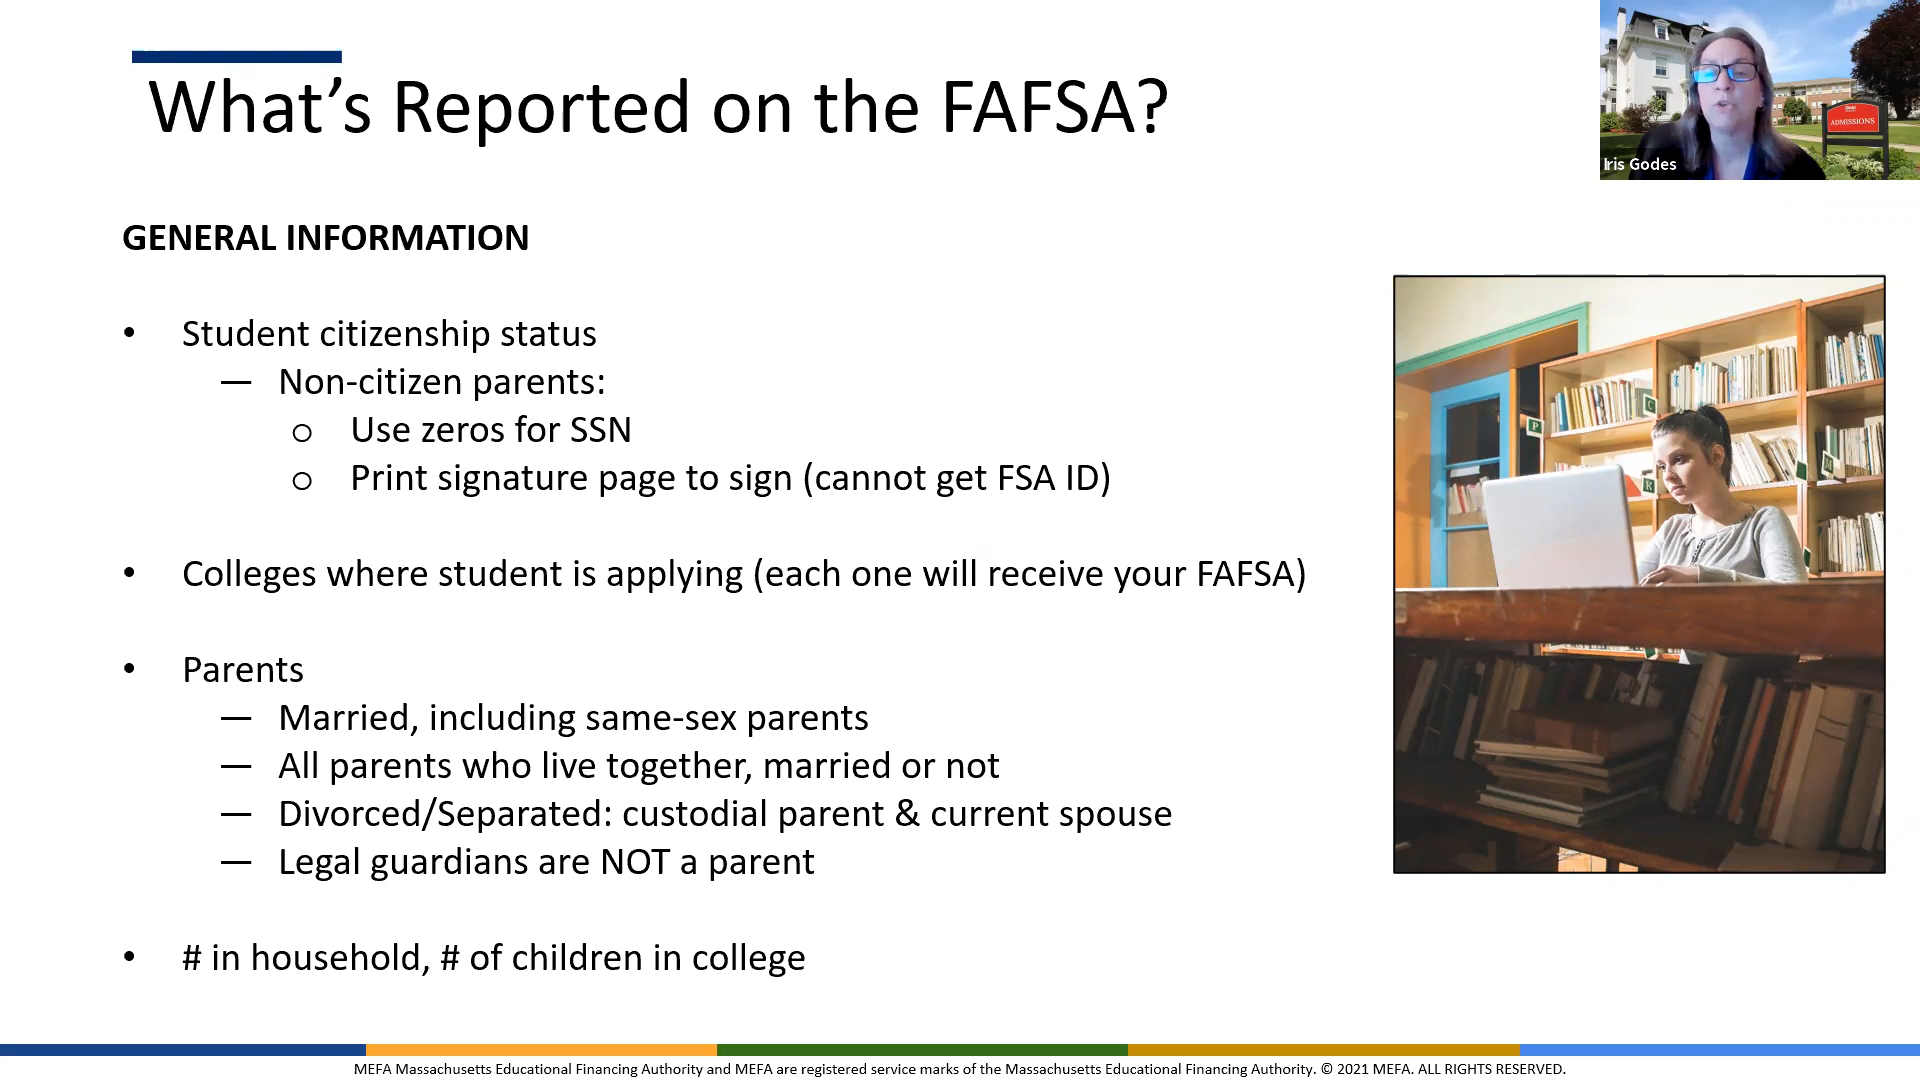 What's Reported on the FAFSA?
ADMISSIONS
Iris Godes
GENERAL INFORMATION
• Student citizenship status
— Non-citizen parents:
o Use zeros for SSN
o Print signature page to sign (cannot get FSA ID)
• Colleges where student is applying (each one will receive your FAFSA)
• Parents
— Married, including same-sex parents
— All parents who live together, married or not
— Divorced/Separated: custodial parent & current spouse
— Legal guardians are NOT a parent
• # in household, # of children in college
P
K
MEFA Massachusetts Educational Financing Authority and MEFA are registered service marks of the Massachusetts Educational Financing Authority. © 2021 MEFA. ALL RIGHTS RESERVED.